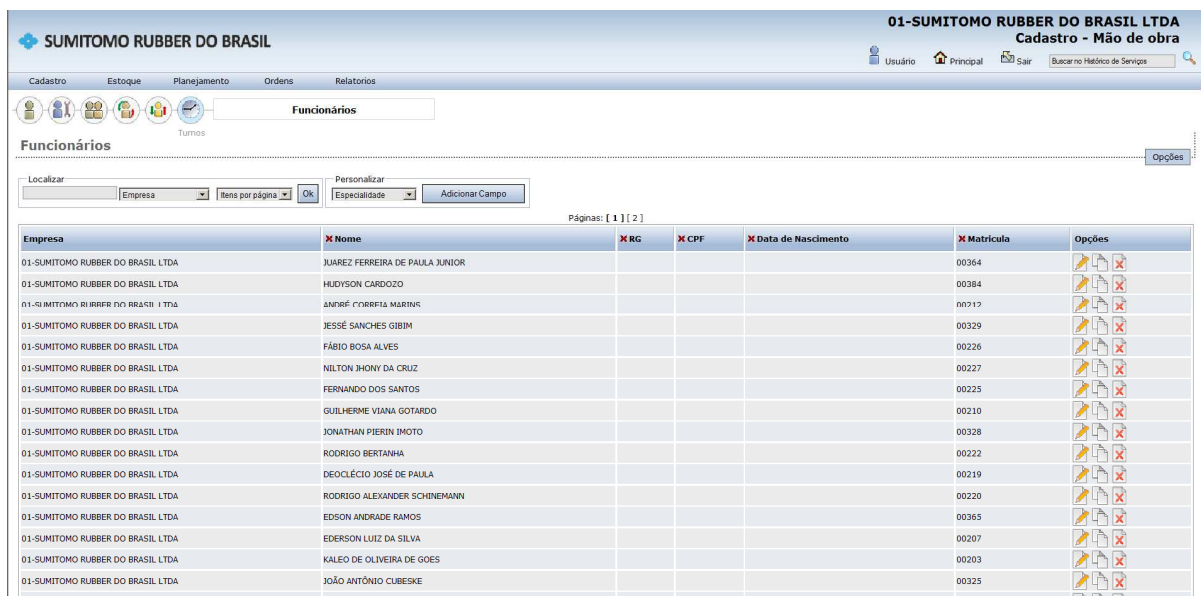 01-SUMITOMO RUBBER DO BRASIL LTDA
SUMITOMO RUBBER DO BRASIL
Cadastro - Mão de obra
Usuário Principal Sair Buscar no Histórico de Serviços
Cadastro Estoque Planejamento Ordens Relatorios
Funcionários
Turnos
Funcionários
Opções
Localizar Personalizar
Empresa Itens por página Ok Especialidade Adicionar Campo
Páginas: [ 1 ] [ 2 ]
Empresa Nome RG CPF Data de Nascimento Matricula Opções
01-SUMITOMO RUBBER DO BRASIL LTDA JUAREZ FERREIRA DE PAULA JUNIOR 00364
01-SUMITOMO RUBBER DO BRASIL LTDA HUDYSON CARDOZO 00384
01-SUMITOMO RUBBER DO BRASIL LTDA ANDRÉ CORREIA MARINS 00212
01-SUMITOMO RUBBER DO BRASIL LTDA JESSÉ SANCHES GIBIM 00329
01-SUMITOMO RUBBER DO BRASIL LTDA FÁBIO BOSA ALVES 00226
01-SUMITOMO RUBBER DO BRASIL LTDA NILTON JHONY DA CRUZ 00227
01-SUMITOMO RUBBER DO BRASIL LTDA FERNANDO DOS SANTOS 00225
01-SUMITOMO RUBBER DO BRASIL LTDA GUILHERME VIANA GOTARDO 00210
01-SUMITOMO RUBBER DO BRASIL LTDA JONATHAN PIERIN IMOTO 00328
01-SUMITOMO RUBBER DO BRASIL LTDA RODRIGO BERTANHA 00222
01-SUMITOMO RUBBER DO BRASIL LTDA DEOCLÉCIO JOSÉ DE PAULA 00219
01-SUMITOMO RUBBER DO BRASIL LTDA RODRIGO ALEXANDER SCHINEMANN 00220
01-SUMITOMO RUBBER DO BRASIL LTDA EDSON ANDRADE RAMOS 00365
01-SUMITOMO RUBBER DO BRASIL LTDA EDERSON LUIZ DA SILVA 00207
01-SUMITOMO RUBBER DO BRASIL LTDA KALEO DE OLIVEIRA DE GOES 00203
01-SUMITOMO RUBBER DO BRASIL LTDA JOÃO ANTÔNIO CUBESKE 00325